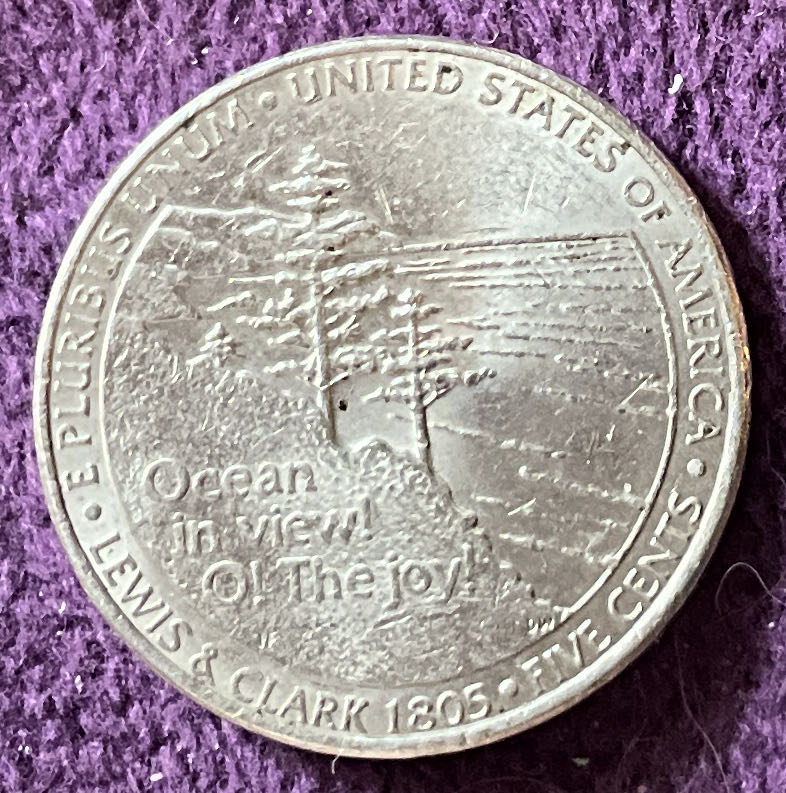 E PLURIBUS UNUM • UNITED STATES OF AMERICA •
Ocean
in view!
O! The joy!
• LEWIS & CLARK 1805 • FIVE CENTS